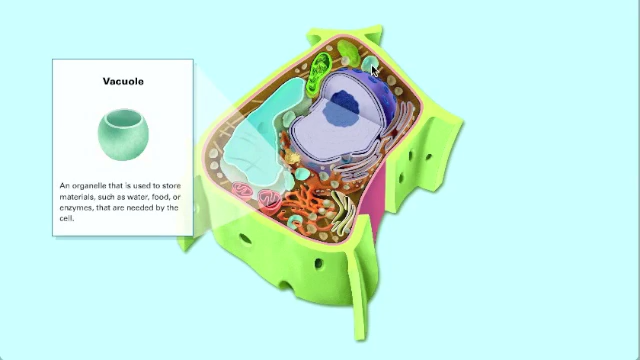 Vacuole
An organelle that is used to store
materials, such as water, food, or
enzymes, that are needed by the
cell.